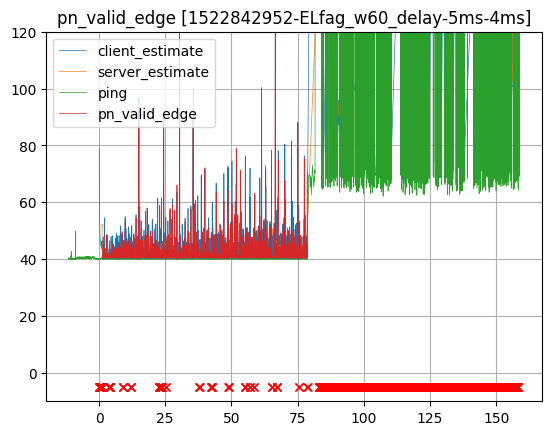 pn_valid_edge [1522842952-ELfag_w60_delay-5ms-4ms]
120
100
80
60
40
20
0
client_estimate
server_estimate
ping
pn_valid_edge
0 25 50 75 100 125 150